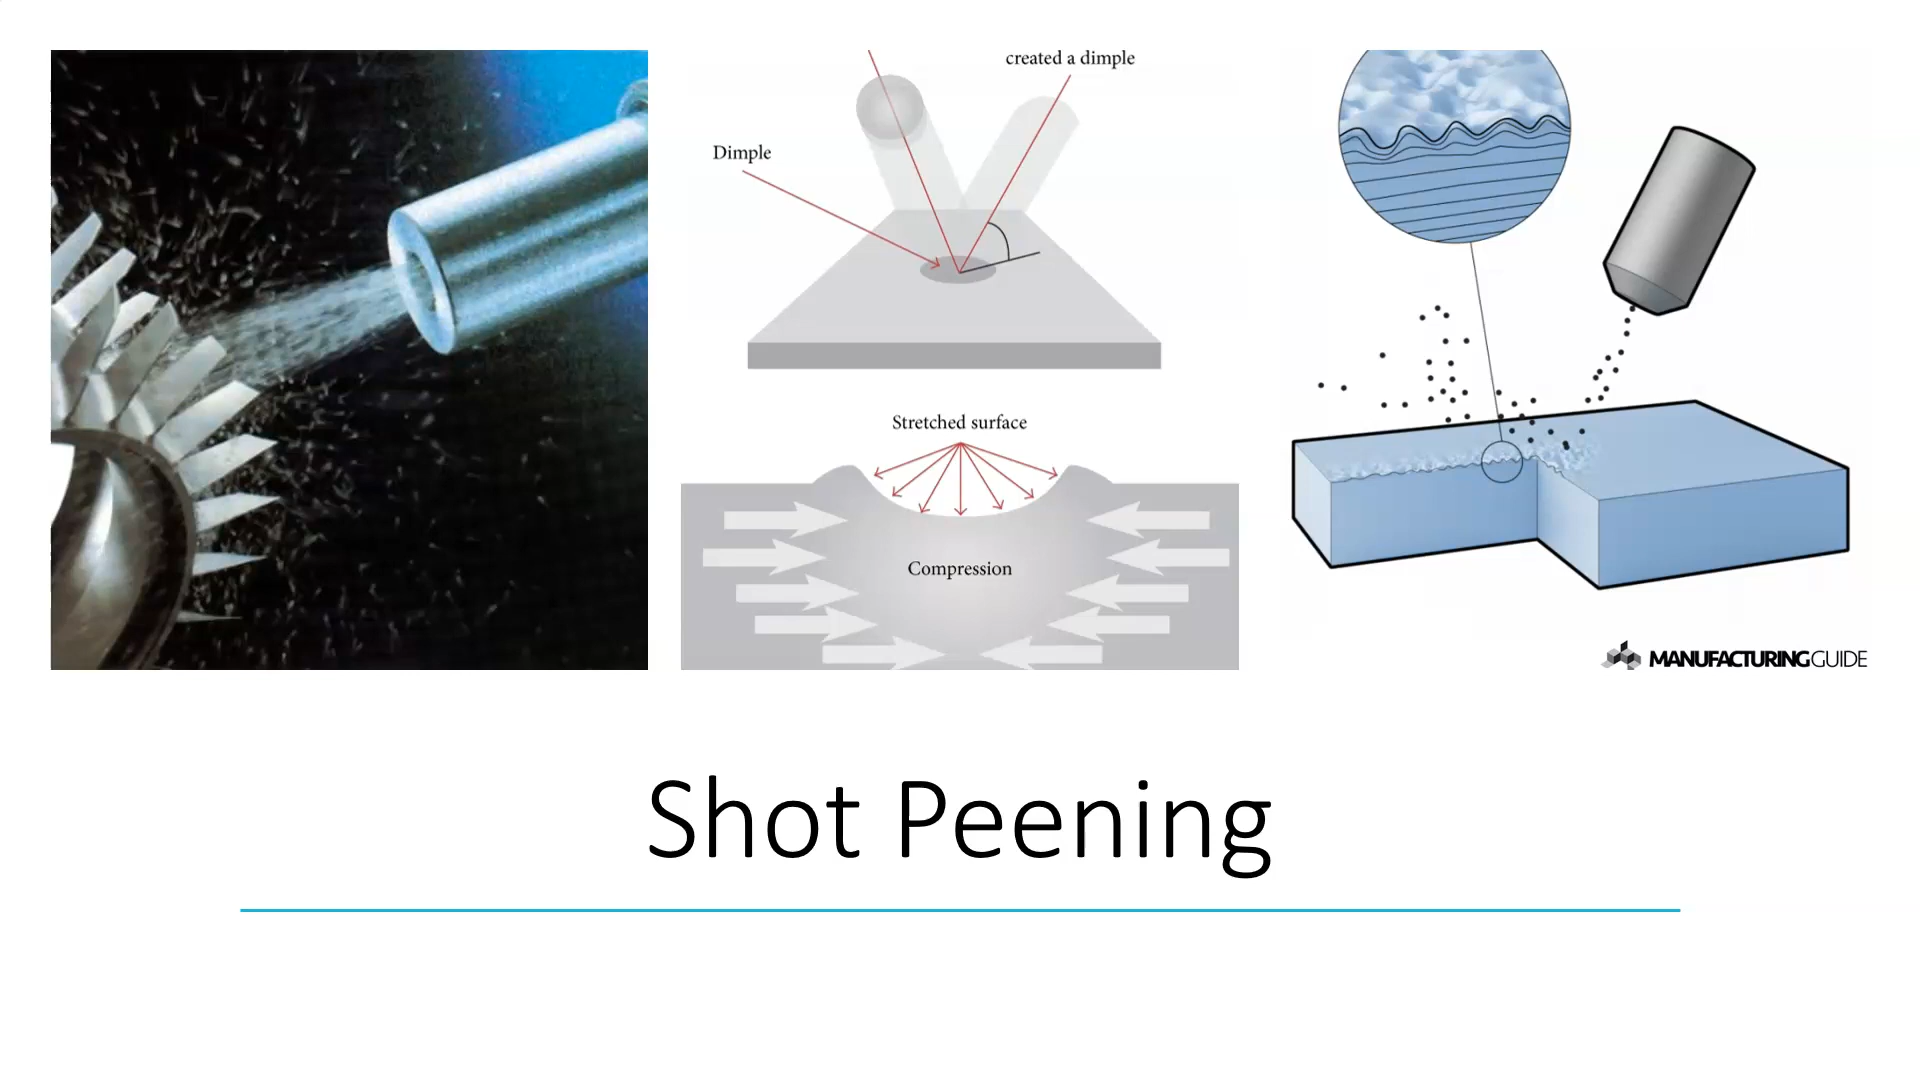 created a dimple
Dimple
Stretched surface
Compression
MANUFACTURINGGUIDE
Shot Peening